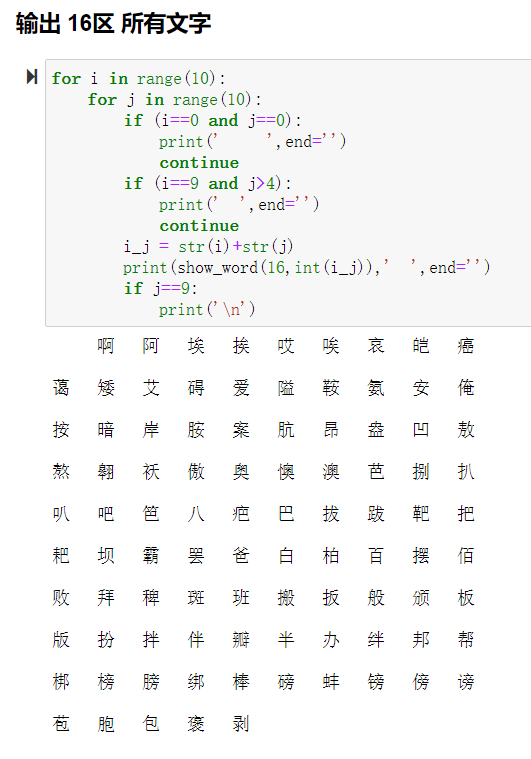 输出 16区 所有文字
for i in range(10):
    for j in range(10):
        if (i==0 and j==0):
            print('     ',end='')
            continue
        if (i==9 and j>4):
            print('  ',end='')
            continue
        i_j = str(i)+str(j)
        print(show_word(16,int(i_j)),'  ',end='')
        if j==9:
            print('\n')
啊 阿 埃 挨 哎 唉 哀 皑 癌
蔼 矮 艾 碍 爱 隘 鞍 氨 安 俺
按 暗 岸 胺 案 肮 昂 盎 凹 敖
熬 翱 袄 傲 奥 懊 澳 芭 捌 扒
叭 吧 笆 八 疤 巴 拔 跋 靶 把
耙 坝 霸 罢 爸 白 柏 百 摆 佰
败 拜 稗 斑 班 搬 扳 般 颁 板
版 扮 拌 伴 瓣 半 办 绊 邦 帮
梆 榜 膀 绑 棒 磅 蚌 镑 傍 谤
苞 胞 包 褒 剥